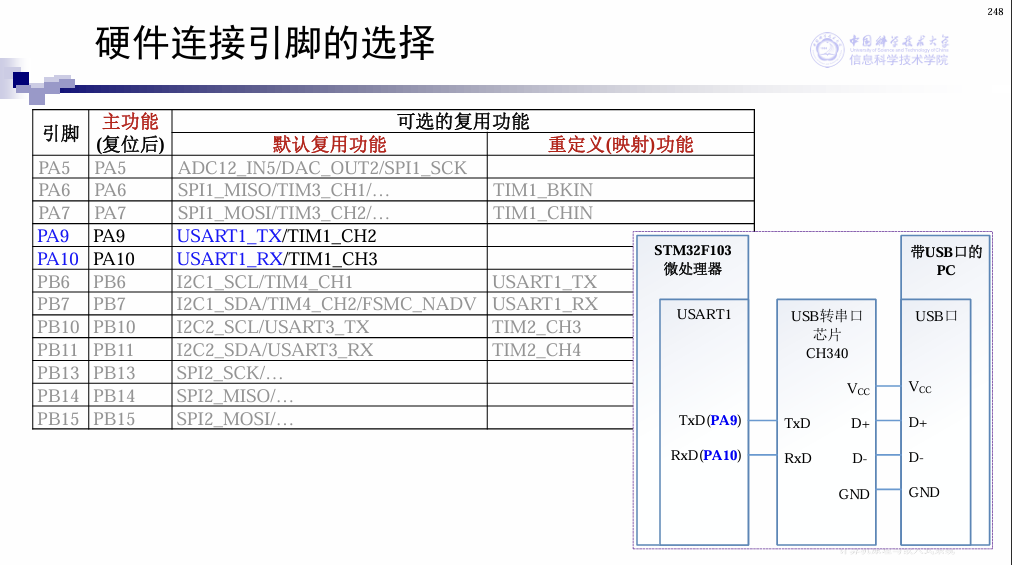 248
硬件连接引脚的选择
中国科学技术大学
University of Science and Technology of China
信息科学技术学院
引脚 主功能 (复位后) 可选的复用功能
默认复用功能 重定义(映射)功能
PA5 PA5 ADC12_IN5/DAC_OUT2/SPI1_SCK
PA6 PA6 SPI1_MISO/TIM3_CH1/… TIM1_BKIN
PA7 PA7 SPI1_MOSI/TIM3_CH2/… TIM1_CHIN
PA9 PA9 USART1_TX/TIM1_CH2
PA10 PA10 USART1_RX/TIM1_CH3
PB6 PB6 I2C1_SCL/TIM4_CH1 USART1_TX
PB7 PB7 I2C1_SDA/TIM4_CH2/FSMC_NADV USART1_RX
PB10 PB10 I2C2_SCL/USART3_TX TIM2_CH3
PB11 PB11 I2C2_SDA/USART3_RX TIM2_CH4
PB13 PB13 SPI2_SCK/…
PB14 PB14 SPI2_MISO/…
PB15 PB15 SPI2_MOSI/…
STM32F103
微处理器
USART1
TxD(PA9)
RxD(PA10)
USB转串口
芯片
CH340
VCC
TxD D+
RxD D-
GND
带USB口的
PC
USB口
VCC
D+
D-
GND